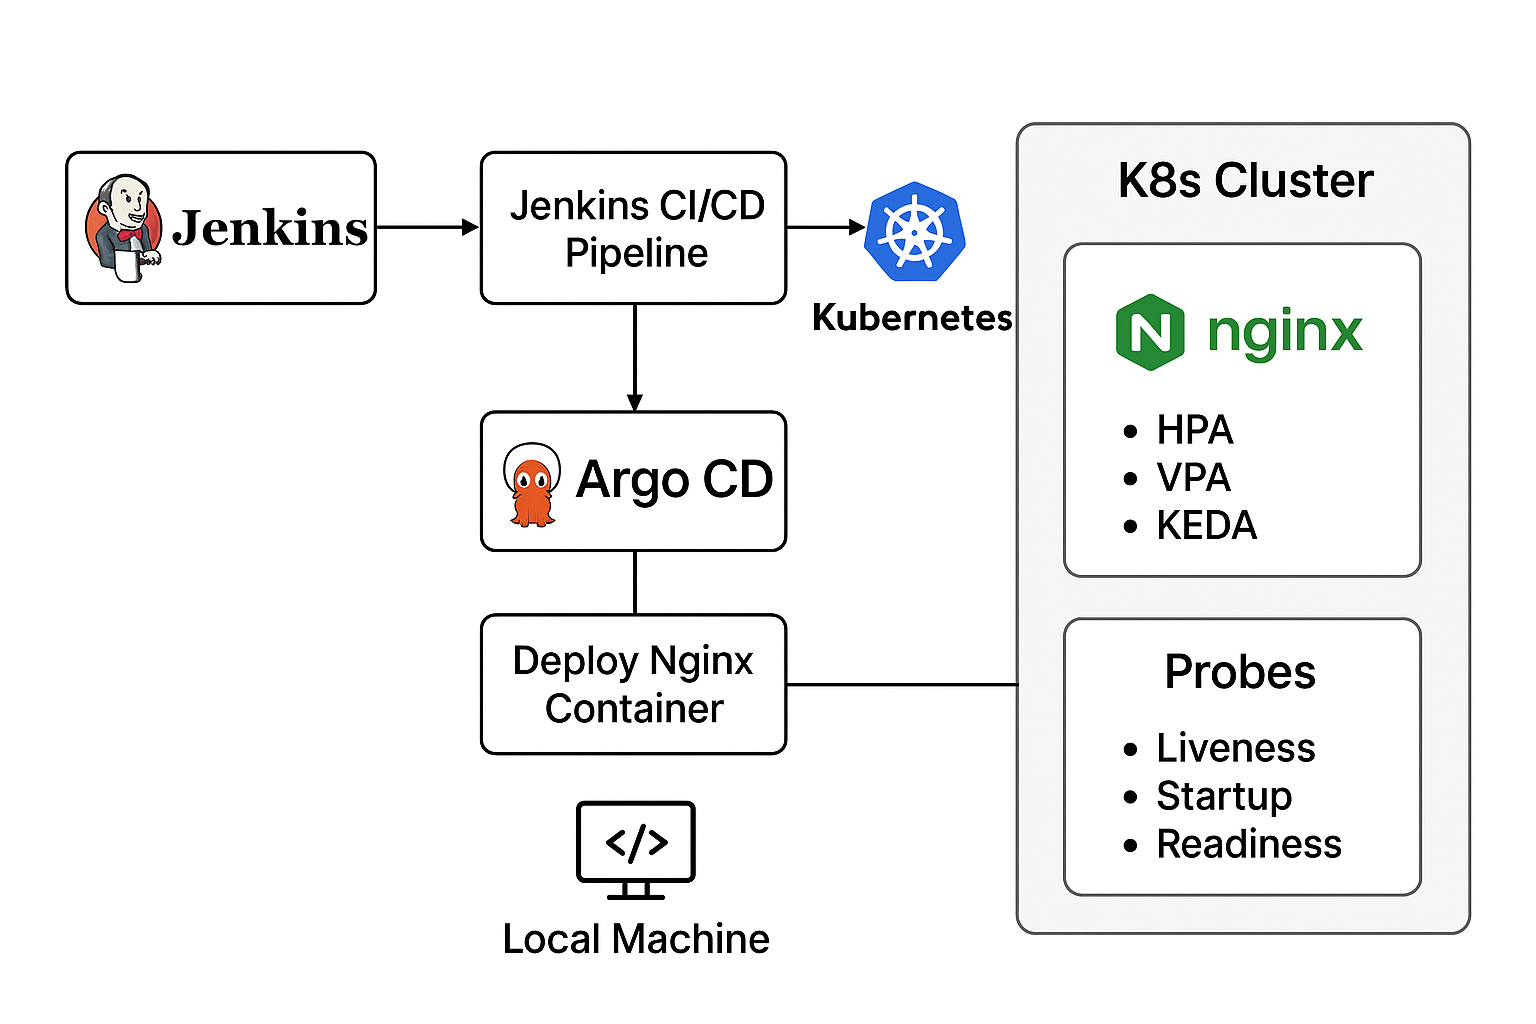 Jenkins
Jenkins CI/CD
Pipeline
Kubernetes
Argo CD
Deploy Nginx
Container
</>
Local Machine
K8s Cluster
N nginx
• HPA
• VPA
• KEDA
Probes
• Liveness
• Startup
• Readiness